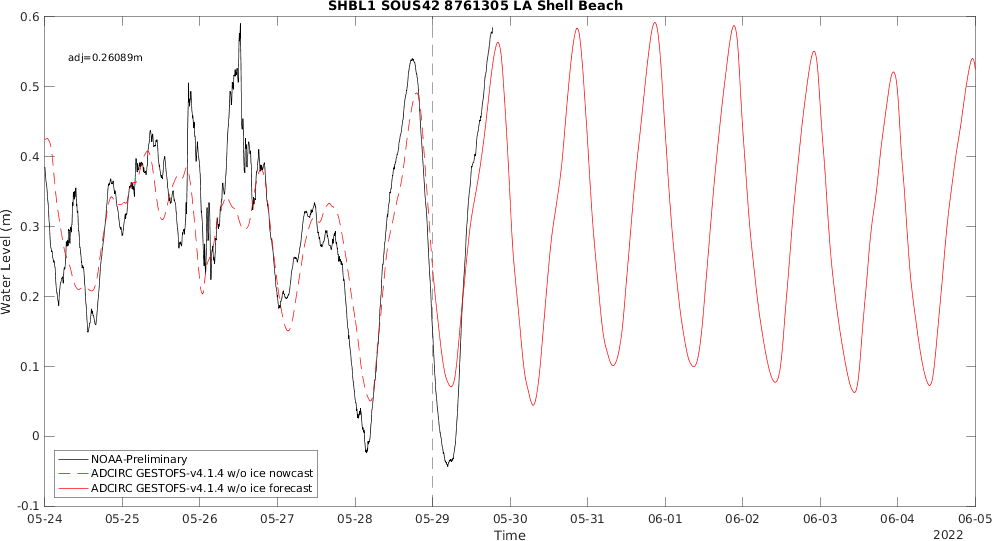 SHBL1 SOUS42 8761305 LA Shell Beach
adj=0.26089m
Water Level (m)
0.6
0.5
0.4
0.3
0.2
0.1
0
-0.1
NOAA-Preliminary
ADCIRC GESTOFS-v4.1.4 w/o ice nowcast
ADCIRC GESTOFS-v4.1.4 w/o ice forecast
05-24 05-25 05-26 05-27 05-28 05-29 05-30 05-31 06-01 06-02 06-03 06-04 06-05
Time
2022